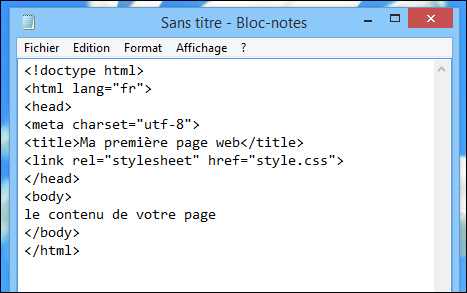 Sans titre - Bloc-notes
Fichier Edition Format Affichage ?
<!doctype html>
<html lang="fr">
<head>
<meta charset="utf-8">
<title>Ma première page web</title>
<link rel="stylesheet" href="style.css">
</head>
<body>
le contenu de votre page
</body>
</html>